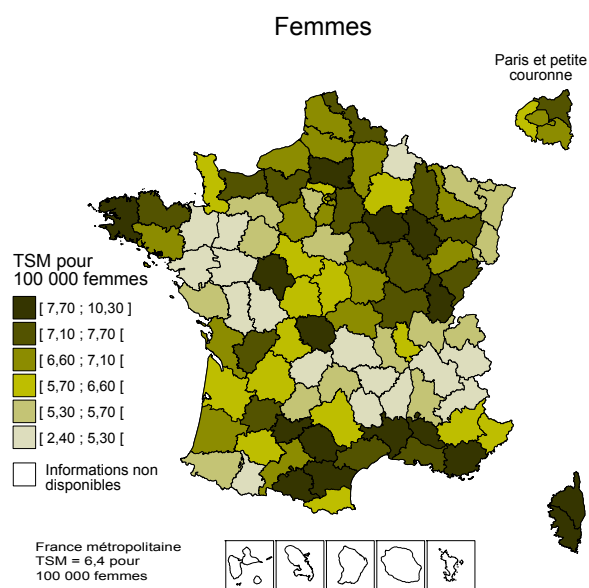 Femmes
Paris et petite
couronne
TSM pour
100 000 femmes
[ 7,70 ; 10,30 ]
[ 7,10 ; 7,70 [
[ 6,60 ; 7,10 [
[ 5,70 ; 6,60 [
[ 5,30 ; 5,70 [
[ 2,40 ; 5,30 [
Informations non
disponibles
France métropolitaine
TSM = 6,4 pour
100 000 femmes